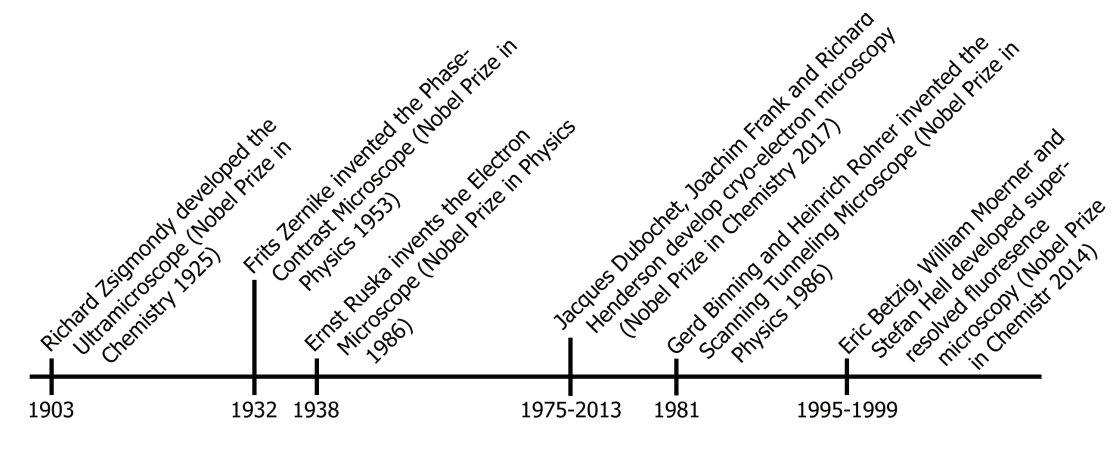 Richard Zsigmondy developed the
Ultramicroscope (Nobel Prize in
Chemistry 1925)
Frits Zernike invented the Phase-
Contrast Microscope (Nobel Prize in
Physics 1953)
Ernst Ruska invents the Electron
Microscope (Nobel Prize in Physics
1986)
Jacques Dubochet, Joachim Frank and Richard
Henderson develop cryo-electron microscopy
(Nobel Prize in Chemistry 2017)
Gerd Binning and Heinrich Rohrer invented the
Scanning Tunneling Microscope (Nobel Prize in
Physics 1986)
Eric Betzig, William Moerner and
Stefan Hell developed super-
resolved fluoresence
microscopy (Nobel Prize
in Chemistr 2014)
1903
1932
1938
1975-2013
1981
1995-1999